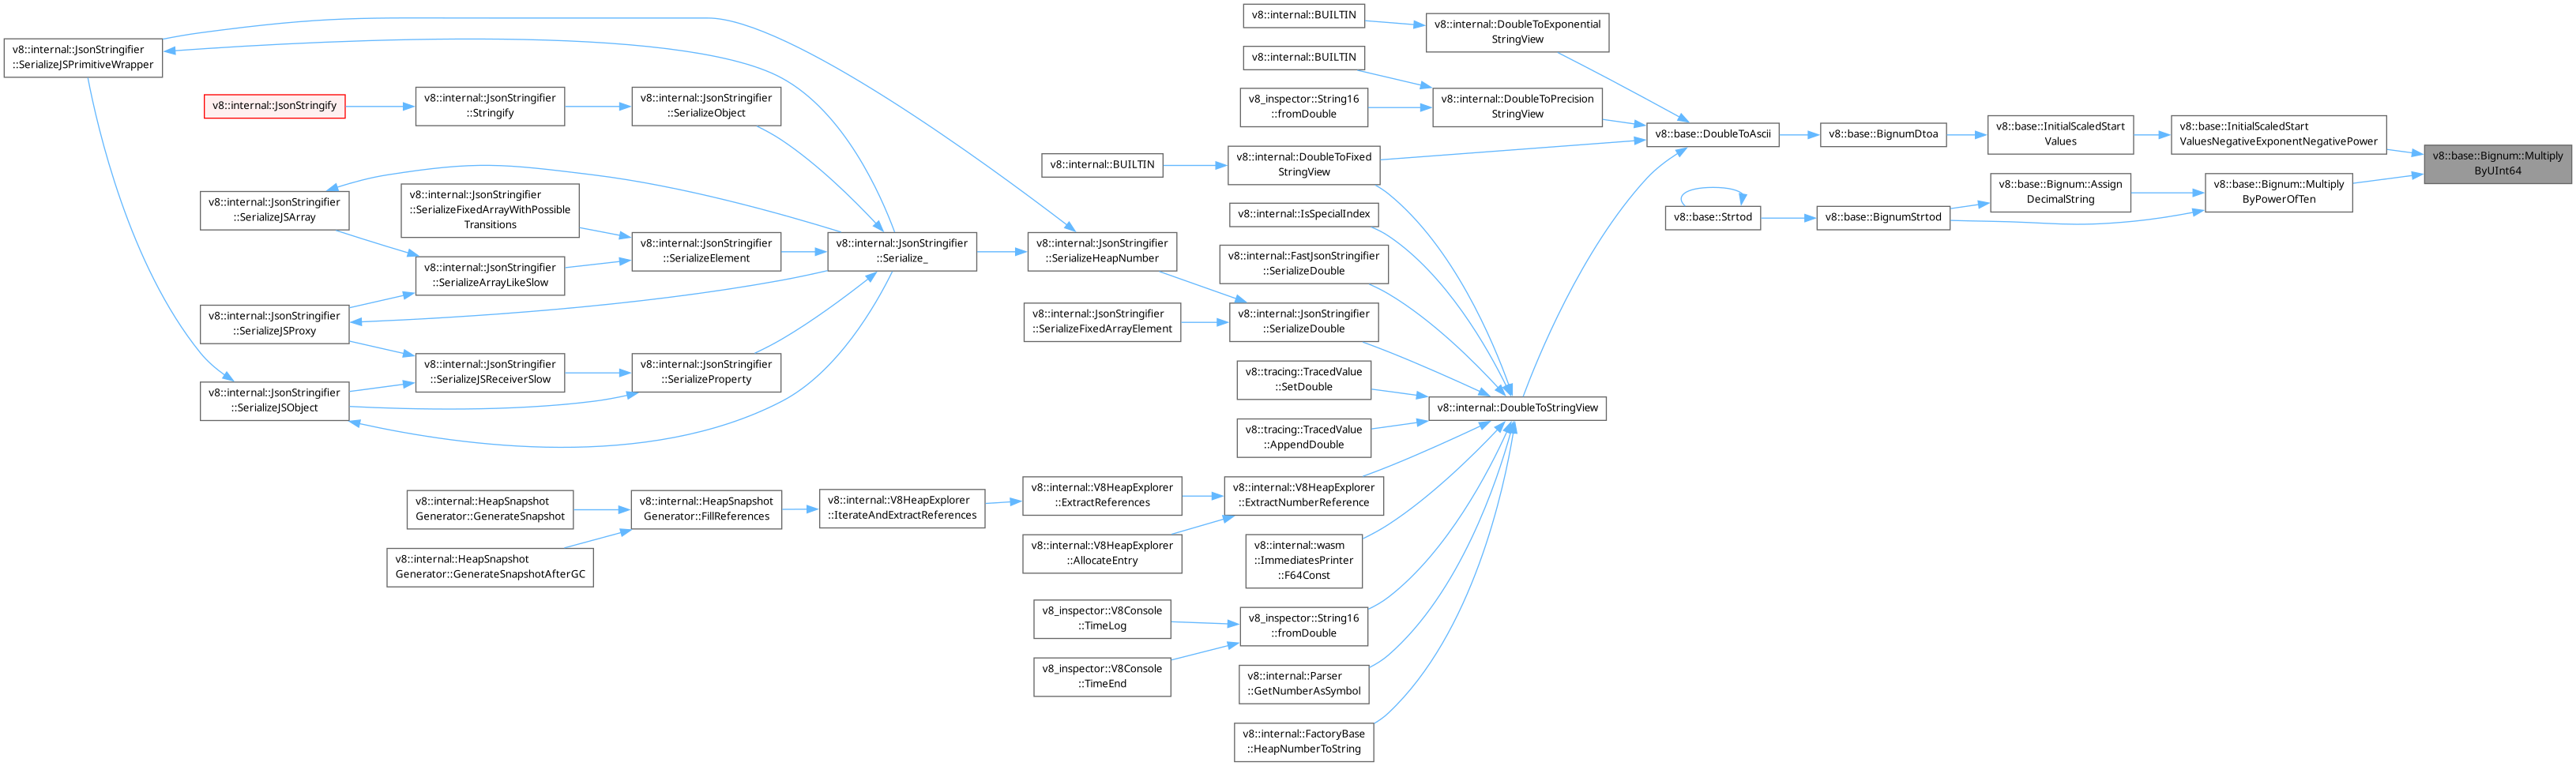 v8::internal::JsonStringifier
::SerializeJSPrimitiveWrapper
v8::internal::JsonStringify
v8::internal::JsonStringifier
::Stringify
v8::internal::JsonStringifier
::SerializeObject
v8::internal::JsonStringifier
::SerializeJSArray
v8::internal::JsonStringifier
::SerializeFixedArrayWithPossible
Transitions
v8::internal::JsonStringifier
::SerializeArrayLikeSlow
v8::internal::JsonStringifier
::SerializeElement
v8::internal::JsonStringifier
::Serialize_
v8::internal::JsonStringifier
::SerializeJSProxy
v8::internal::JsonStringifier
::SerializeJSReceiverSlow
v8::internal::JsonStringifier
::SerializeProperty
v8::internal::JsonStringifier
::SerializeJSObject
v8::internal::HeapSnapshot
Generator::GenerateSnapshot
v8::internal::HeapSnapshot
Generator::GenerateSnapshotAfterGC
v8::internal::HeapSnapshot
Generator::FillReferences
v8::internal::V8HeapExplorer
::IterateAndExtractReferences
v8::internal::BUILTIN
v8::internal::JsonStringifier
::SerializeHeapNumber
v8::internal::JsonStringifier
::SerializeFixedArrayElement
v8::internal::V8HeapExplorer
::ExtractReferences
v8::internal::V8HeapExplorer
::AllocateEntry
v8_inspector::V8Console
::TimeLog
v8_inspector::V8Console
::TimeEnd
v8::internal::BUILTIN
v8::internal::BUILTIN
v8_inspector::String16
::fromDouble
v8::internal::DoubleToFixed
StringView
v8::internal::IsSpecialIndex
v8::internal::FastJsonStringifier
::SerializeDouble
v8::internal::JsonStringifier
::SerializeDouble
v8::tracing::TracedValue
::SetDouble
v8::tracing::TracedValue
::AppendDouble
v8::internal::V8HeapExplorer
::ExtractNumberReference
v8::internal::wasm
::ImmediatesPrinter
::F64Const
v8_inspector::String16
::fromDouble
v8::internal::Parser
::GetNumberAsSymbol
v8::internal::FactoryBase
::HeapNumberToString
v8::internal::DoubleToExponential
StringView
v8::internal::DoubleToPrecision
StringView
v8::internal::DoubleToStringView
v8::base::DoubleToAscii
v8::base::Strtod
v8::base::BignumDtoa
v8::base::BignumStrtod
v8::base::InitialScaledStart
Values
v8::base::Bignum::Assign
DecimalString
v8::base::InitialScaledStart
ValuesNegativeExponentNegativePower
v8::base::Bignum::Multiply
ByPowerOfTen
v8::base::Bignum::Multiply
ByUInt64